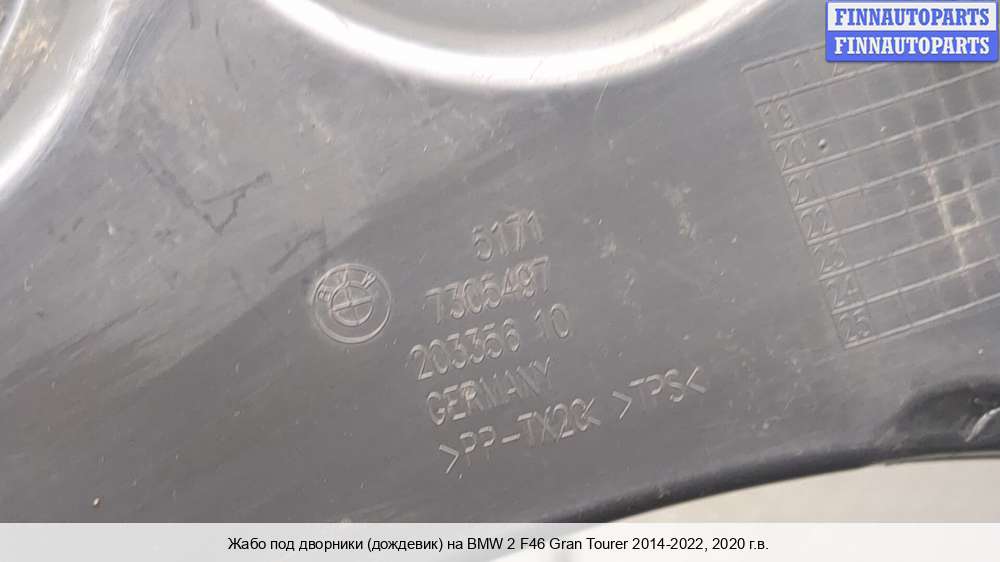 FINNAUTOPARTS
FINNAUTOPARTS
19
20
21
22
23
24
25
BMW
5171
7305497
203356 10
GERMANY
>PP-TX20< >TPS<
Жабо под дворники (дождевик) на BMW 2 F46 Gran Tourer 2014-2022, 2020 г.в.